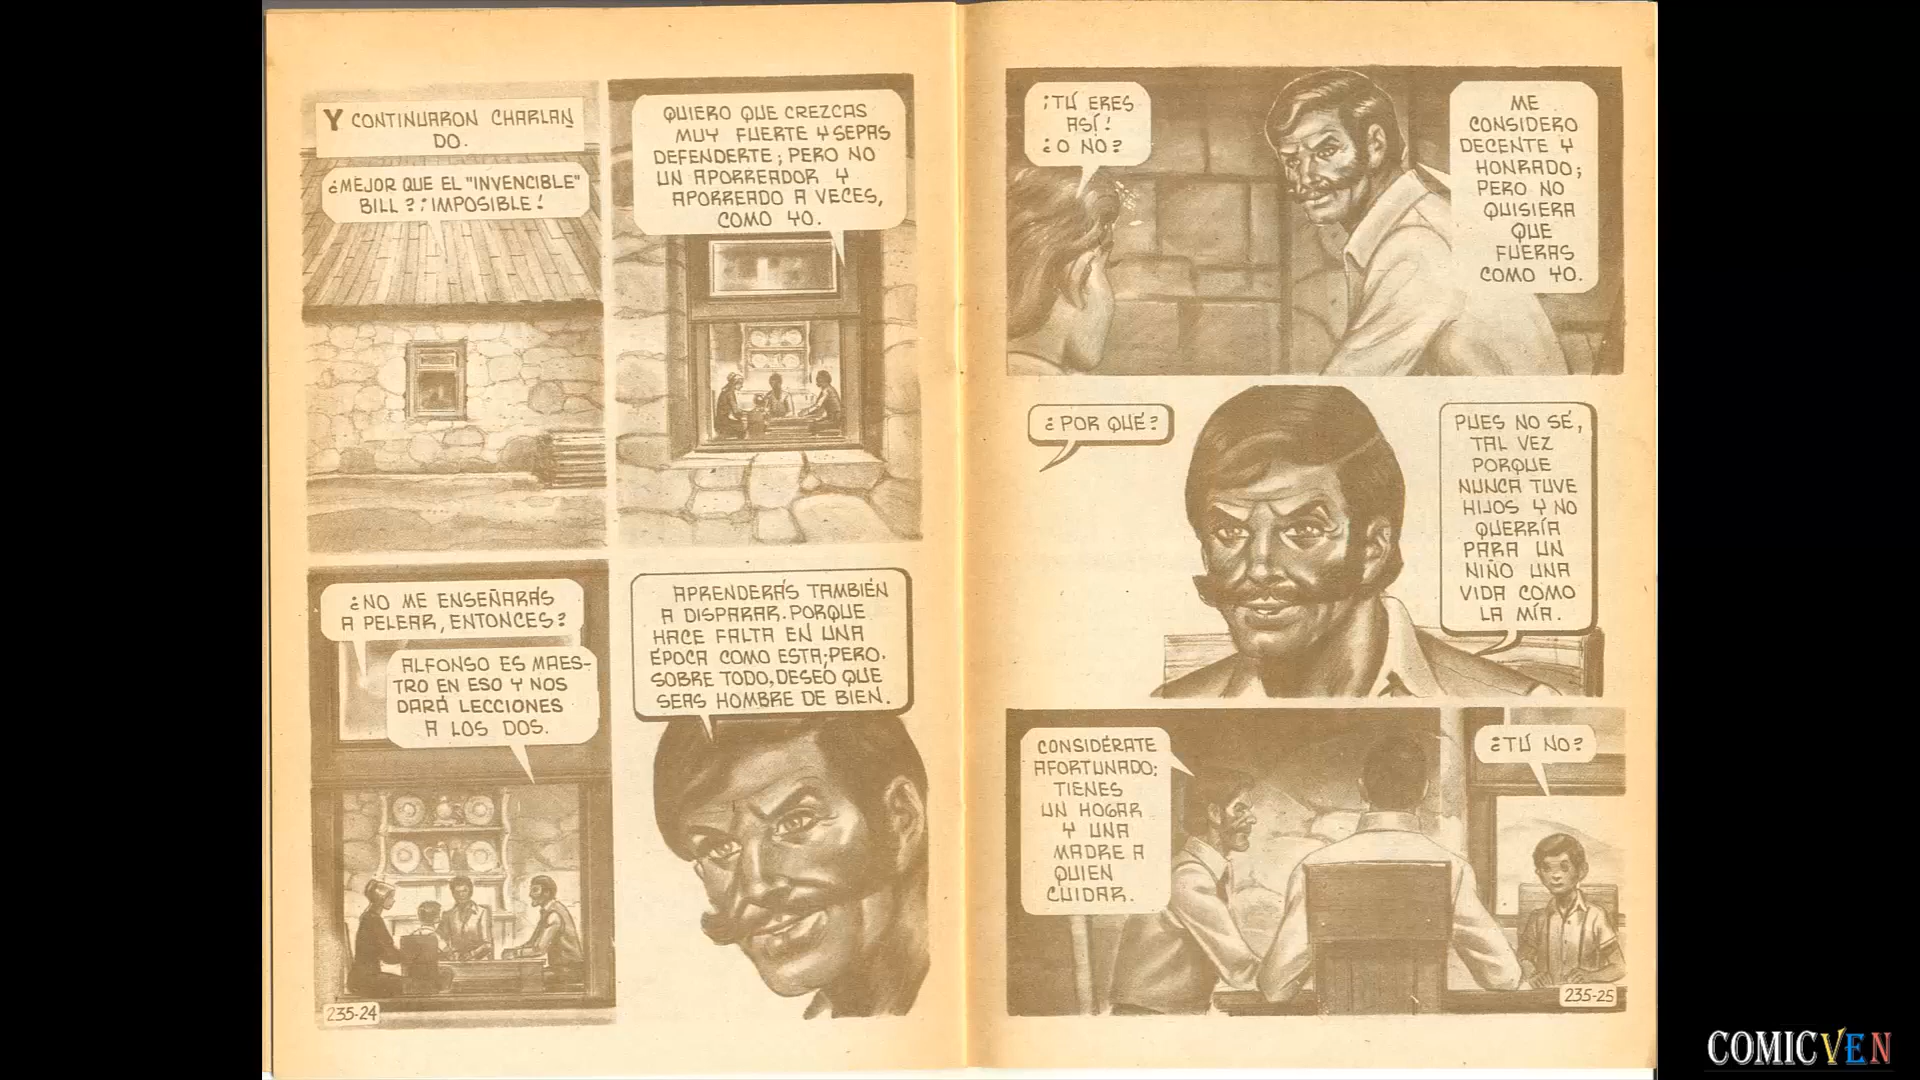 Y CONTINUARON CHARLAN
DO.
¿MEJOR QUE EL "INVENCIBLE"
BILL? ¡IMPOSIBLE!
QUIERO QUE CREZCAS
MUY FUERTE Y SEPAS
DEFENDERTE; PERO NO
UN APORREADOR Y
APORREADO A VECES,
COMO YO.
¿NO ME ENSEÑARÁS
A PELEAR, ENTONCES?
ALFONSO ES MAES-
TRO EN ESO Y NOS
DARÁ LECCIONES
A LOS DOS.
APRENDERÁS TAMBIÉN
A DISPARAR. PORQUE
HACE FALTA EN UNA
ÉPOCA COMO ESTA; PERO.
SOBRE TODO, DESEO QUE
SEAS HOMBRE DE BIEN.
235-24
¡TÚ ERES
ASÍ!
¿O NO?
ME
CONSIDERO
DECENTE Y
HONRADO;
PERO NO
QUISIERA
QUE
FUERAS
COMO YO.
¿POR QUÉ?
PUES NO SÉ,
TAL VEZ
PORQUE
NUNCA TUVE
HIJOS Y NO
QUERRÍA
PARA UN
NIÑO UNA
VIDA COMO
LA MÍA.
CONSIDÉRATE
AFORTUNADO;
TIENES
UN HOGAR
Y UNA
MADRE A
QUIEN
CUIDAR.
¿TÚ NO?
235-25
COMICVEN